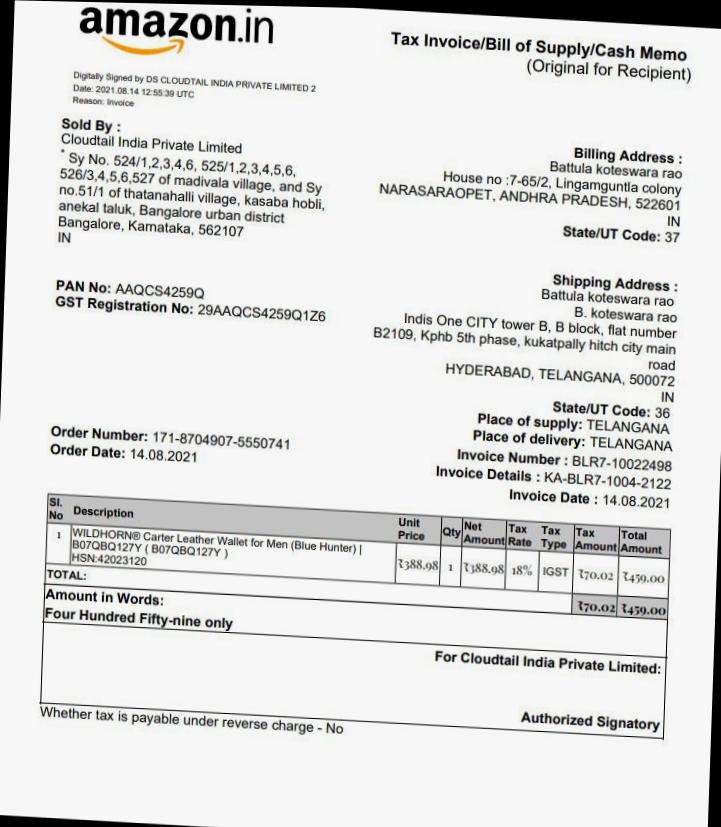 amazon.in
Tax Invoice/Bill of Supply/Cash Memo
(Original for Recipient)
Digitally Signed by DS CLOUDTAIL INDIA PRIVATE LIMITED 2
Date: 2021.08.14 12:55:39 UTC
Reason: Invoice
Sold By :
Cloudtail India Private Limited
* Sy No. 524/1,2,3,4,6, 525/1,2,3,4,5,6,
526/3,4,5,6,527 of madivala village, and Sy
no.51/1 of thatanahalli village, kasaba hobli,
anekal taluk, Bangalore urban district
Bangalore, Karnataka, 562107
IN
Billing Address :
Battula koteswara rao
House no :7-65/2, Lingamguntla colony
NARASARAOPET, ANDHRA PRADESH, 522601
IN
State/UT Code: 37
PAN No: AAQCS4259Q
GST Registration No: 29AAQCS4259Q1Z6
Shipping Address :
Battula koteswara rao
B. koteswara rao
Indis One CITY tower B, B block, flat number
B2109, Kphb 5th phase, kukatpally hitch city main
road
HYDERABAD, TELANGANA, 500072
IN
State/UT Code: 36
Place of supply: TELANGANA
Place of delivery: TELANGANA
Order Number: 171-8704907-5550741
Order Date: 14.08.2021
Invoice Number : BLR7-10022498
Invoice Details : KA-BLR7-1004-2122
Invoice Date : 14.08.2021
Sl. No Description Unit Price Qty Net Amount Tax Rate Tax Type Tax Amount Total Amount
1 WILDHORN® Carter Leather Wallet for Men (Blue Hunter) | ₹388.98 1 ₹388.98 18% IGST ₹70.02 ₹459.00
B07QBQ127Y ( B07QBQ127Y )
HSN:42023120
TOTAL: ₹70.02 ₹459.00
Amount in Words:
Four Hundred Fifty-nine only
For Cloudtail India Private Limited:
Authorized Signatory
Whether tax is payable under reverse charge - No